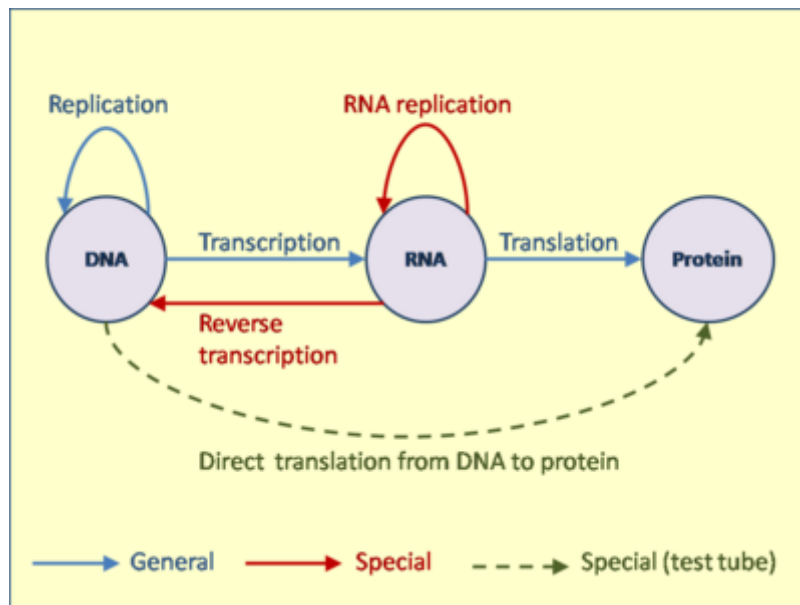 Replication
RNA replication
DNA
Transcription
RNA
Translation
Protein
Reverse
transcription
Direct translation from DNA to protein
General
Special
Special (test tube)